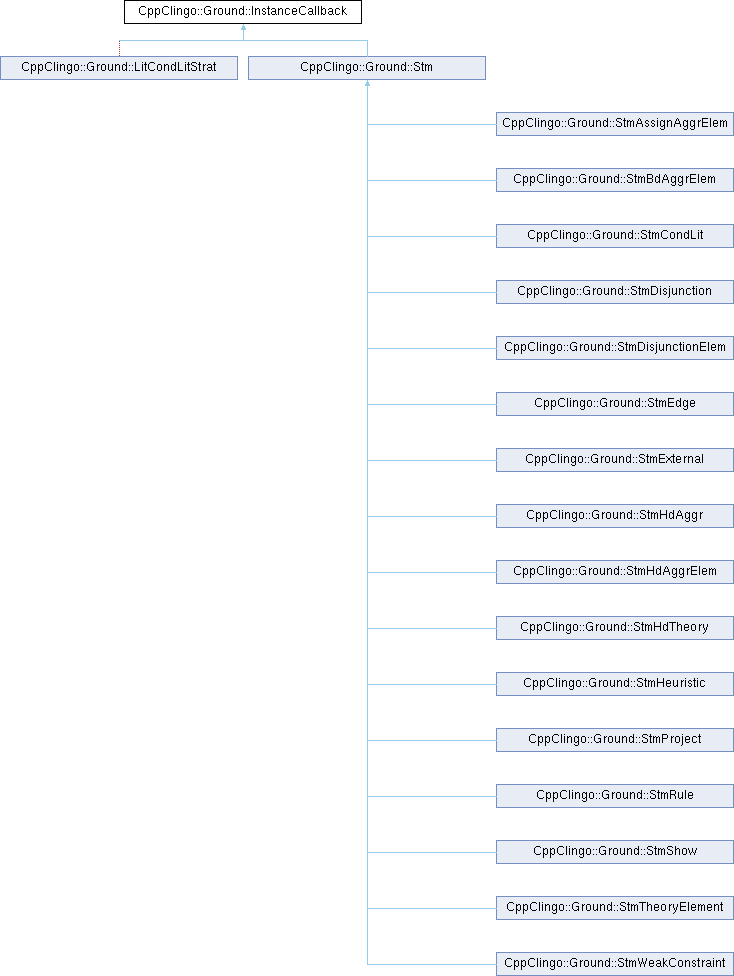 CppClingo::Ground::InstanceCallback
CppClingo::Ground::LitCondLitStrat
CppClingo::Ground::Stm
CppClingo::Ground::StmAssignAggrElem
CppClingo::Ground::StmBdAggrElem
CppClingo::Ground::StmCondLit
CppClingo::Ground::StmDisjunction
CppClingo::Ground::StmDisjunctionElem
CppClingo::Ground::StmEdge
CppClingo::Ground::StmExternal
CppClingo::Ground::StmHdAggr
CppClingo::Ground::StmHdAggrElem
CppClingo::Ground::StmHdTheory
CppClingo::Ground::StmHeuristic
CppClingo::Ground::StmProject
CppClingo::Ground::StmRule
CppClingo::Ground::StmShow
CppClingo::Ground::StmTheoryElement
CppClingo::Ground::StmWeakConstraint